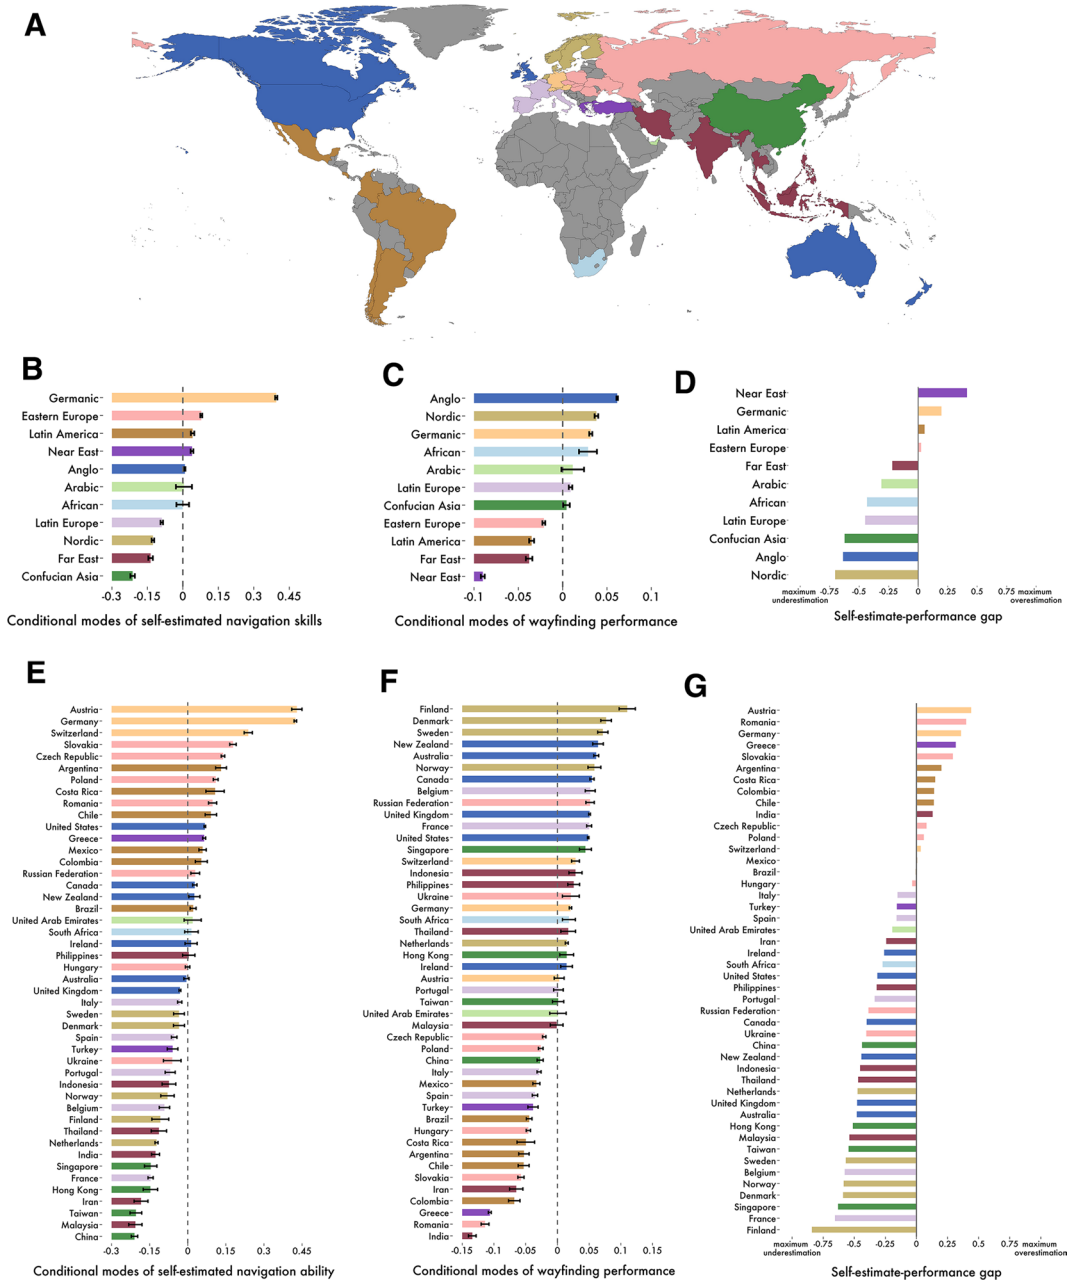 A
B
Germanic
Eastern Europe
Latin America
Near East
Anglo
Arabic
African
Latin Europe
Nordic
Far East
Confucian Asia
-0.3 -0.15 0 0.15 0.3 0.45
Conditional modes of self-estimated navigation skills
C
Anglo
Nordic
Germanic
African
Arabic
Latin Europe
Confucian Asia
Eastern Europe
Latin America
Far East
Near East
-0.1 -0.05 0 0.05 0.1
Conditional modes of wayfinding performance
D
Near East
Germanic
Latin America
Eastern Europe
Far East
Arabic
African
Latin Europe
Confucian Asia
Anglo
Nordic
maximum underestimation -0.75 -0.5 -0.25 0 0.25 0.5 0.75 maximum overestimation
Self-estimate-performance gap
E
Austria
Germany
Switzerland
Slovakia
Czech Republic
Argentina
Poland
Costa Rica
Romania
Chile
United States
Greece
Mexico
Colombia
Russian Federation
Canada
New Zealand
Brazil
United Arab Emirates
South Africa
Ireland
Philippines
Hungary
Australia
United Kingdom
Italy
Sweden
Denmark
Spain
Turkey
Ukraine
Portugal
Indonesia
Norway
Belgium
Finland
Thailand
Netherlands
India
Singapore
France
Hong Kong
Iran
Taiwan
Malaysia
China
-0.3 -0.15 0 0.15 0.3 0.45
Conditional modes of self-estimated navigation ability
F
Finland
Denmark
Sweden
New Zealand
Australia
Norway
Canada
Belgium
Russian Federation
United Kingdom
France
United States
Singapore
Switzerland
Indonesia
Philippines
Ukraine
Germany
South Africa
Thailand
Netherlands
Hong Kong
Ireland
Austria
Portugal
Taiwan
United Arab Emirates
Malaysia
Czech Republic
Poland
China
Italy
Mexico
Spain
Turkey
Brazil
Hungary
Costa Rica
Argentina
Chile
Slovakia
Iran
Colombia
Greece
Romania
India
-0.15 -0.1 -0.05 0 0.05 0.1 0.15
Conditional modes of wayfinding performance
G
Austria
Romania
Germany
Greece
Slovakia
Argentina
Costa Rica
Colombia
Chile
India
Czech Republic
Poland
Switzerland
Mexico
Brazil
Hungary
Italy
Turkey
Spain
United Arab Emirates
Iran
Ireland
South Africa
United States
Philippines
Portugal
Russian Federation
Canada
Ukraine
China
New Zealand
Indonesia
Thailand
Netherlands
United Kingdom
Australia
Hong Kong
Malaysia
Taiwan
Sweden
Belgium
Norway
Denmark
Singapore
France
Finland
maximum underestimation -0.75 -0.5 -0.25 0 0.25 0.5 0.75 maximum overestimation
Self-estimate-performance gap